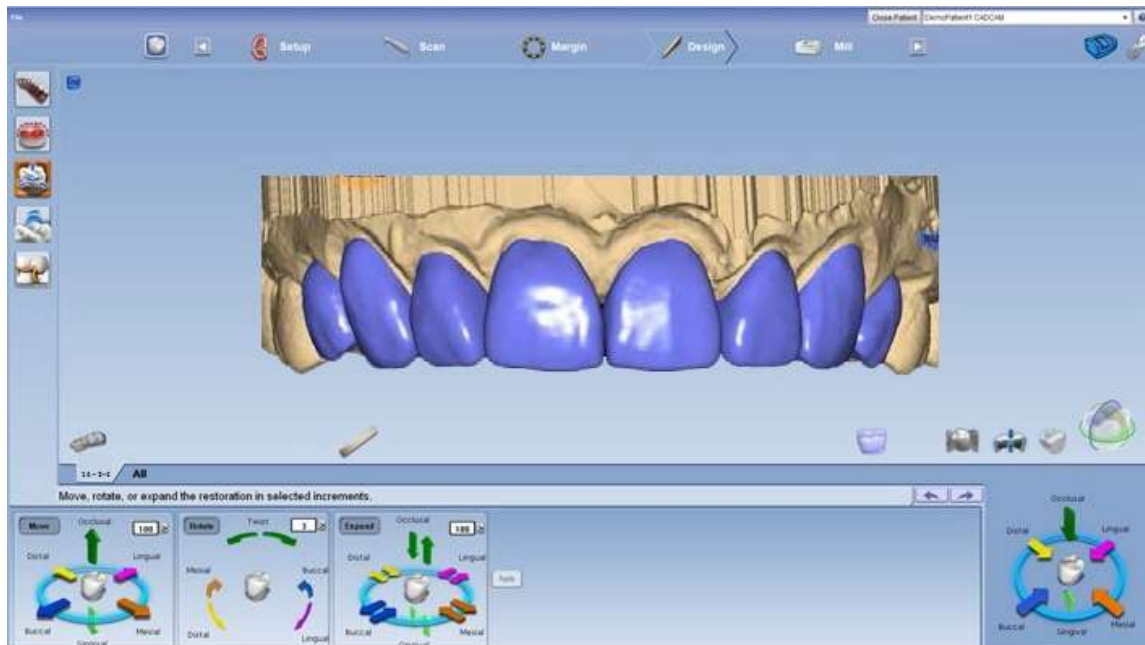 File
Close Patient DemoPatient1 CADCAM
Setup Scan Margin Design Mill
All
Move, rotate, or expand the restoration in selected increments.
Move Occlusal 100
Distal Lingual
Buccal Mesial
Gingival
Rotate Twist 3
Mesial Buccal
Distal Lingual
Expand Occlusal 100
Distal Lingual
Buccal Mesial
Gingival
Occlusal
Distal Lingual
Buccal Mesial
Gingival